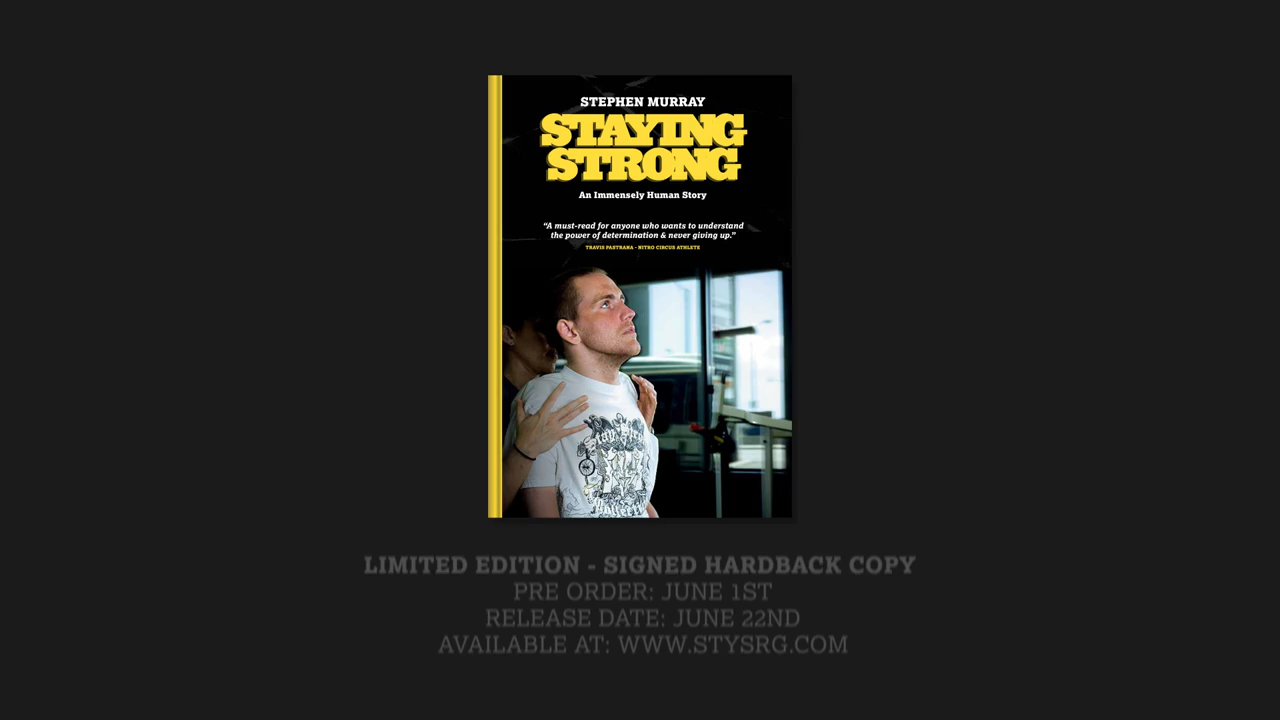 STEPHEN MURRAY
STAYING
STRONG
An Immensely Human Story
“A must-read for anyone who wants to understand
the power of determination & never giving up.”
TRAVIS PASTRANA - NITRO CIRCUS ATHLETE
LIMITED EDITION - SIGNED HARDBACK COPY
PRE ORDER: JUNE 1ST
RELEASE DATE: JUNE 22ND
AVAILABLE AT: WWW.STYSRG.COM